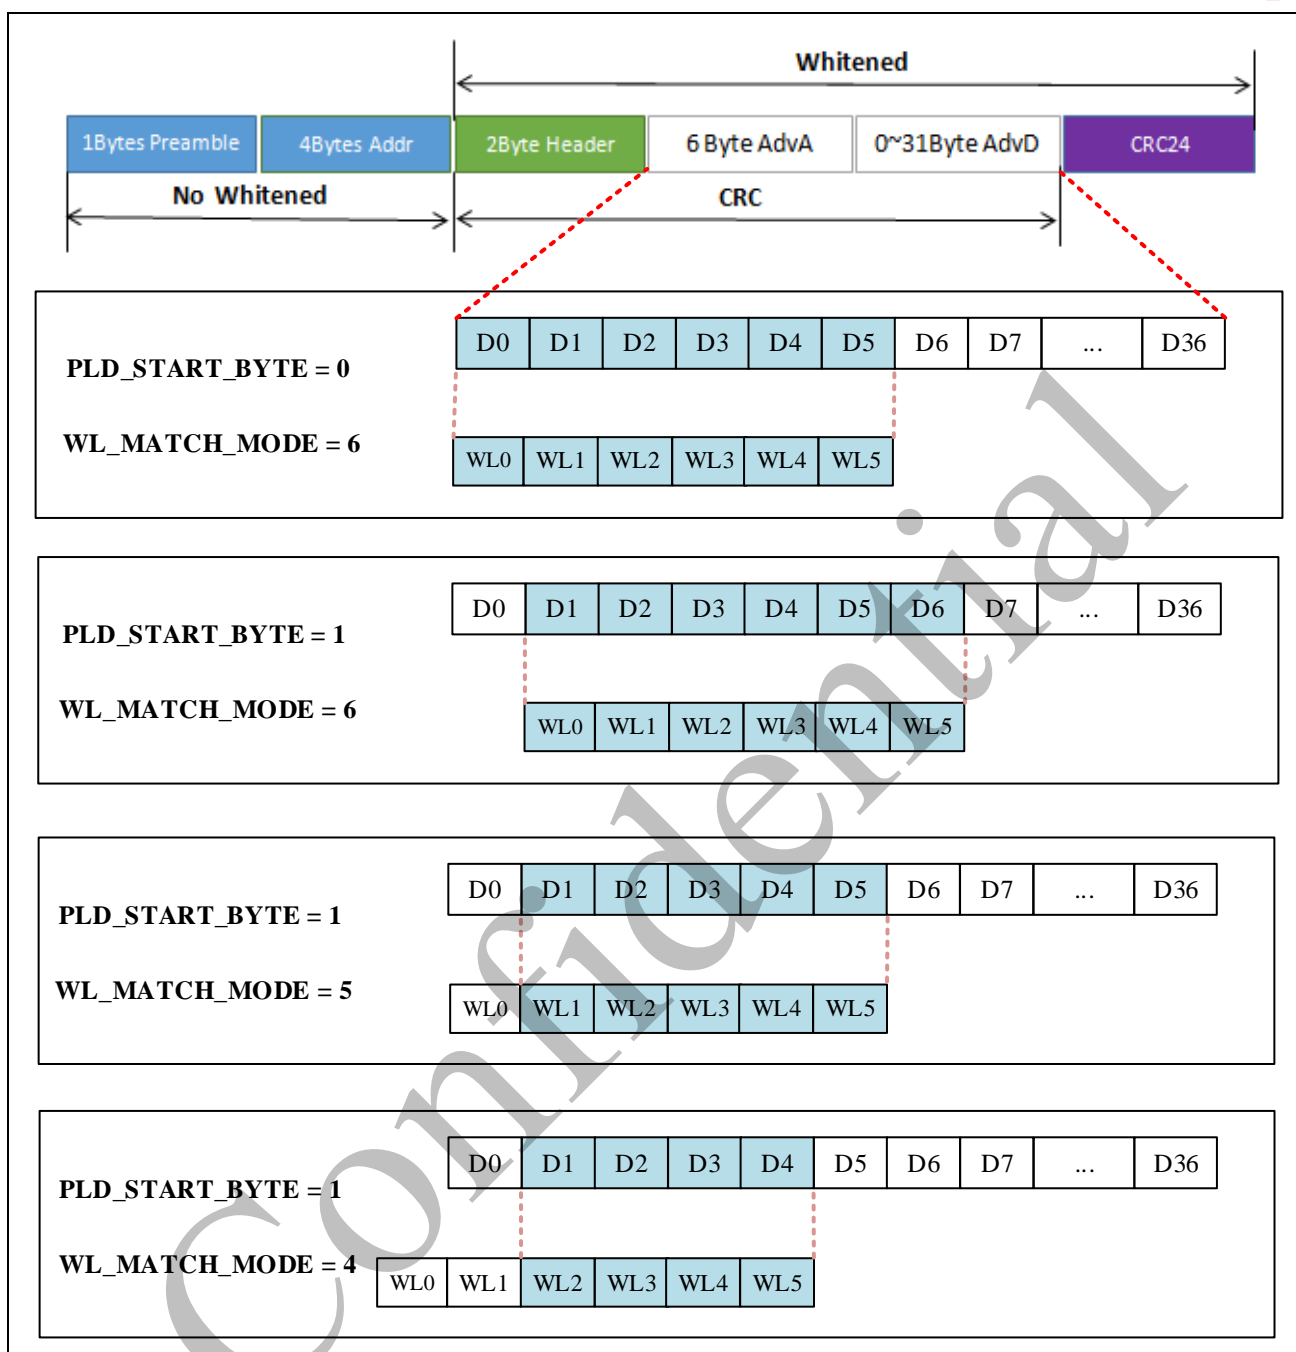 Whitened
1Bytes Preamble 4Bytes Addr 2Byte Header 6 Byte AdvA 0~31Byte AdvD CRC24
No Whitened CRC
D0 D1 D2 D3 D4 D5 D6 D7 ... D36
PLD_START_BYTE = 0
WL_MATCH_MODE = 6
WL0 WL1 WL2 WL3 WL4 WL5
D0 D1 D2 D3 D4 D5 D6 D7 ... D36
PLD_START_BYTE = 1
WL_MATCH_MODE = 6
WL0 WL1 WL2 WL3 WL4 WL5
D0 D1 D2 D3 D4 D5 D6 D7 ... D36
PLD_START_BYTE = 1
WL_MATCH_MODE = 5
WL0 WL1 WL2 WL3 WL4 WL5
D0 D1 D2 D3 D4 D5 D6 D7 ... D36
PLD_START_BYTE = 1
WL_MATCH_MODE = 4
WL0 WL1 WL2 WL3 WL4 WL5
Confidential